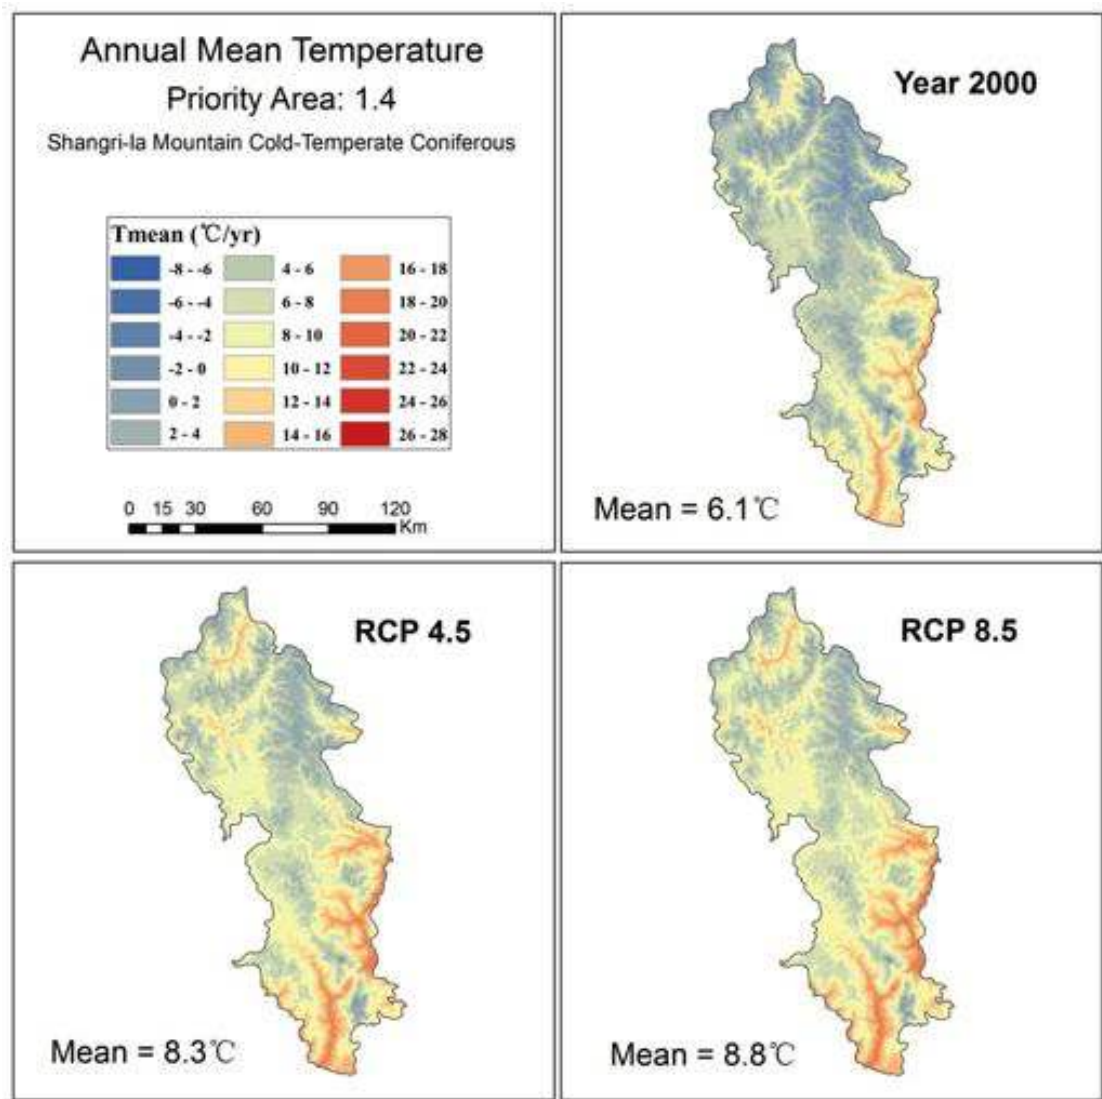 Annual Mean Temperature
Priority Area: 1.4
Shangri-la Mountain Cold-Temperate Coniferous
Tmean (℃/yr)
-8 - -6 4 - 6 16 - 18
-6 - -4 6 - 8 18 - 20
-4 - -2 8 - 10 20 - 22
-2 - 0 10 - 12 22 - 24
0 - 2 12 - 14 24 - 26
2 - 4 14 - 16 26 - 28
0 15 30 60 90 120
Km
Year 2000
Mean = 6.1℃
RCP 4.5
Mean = 8.3℃
RCP 8.5
Mean = 8.8℃